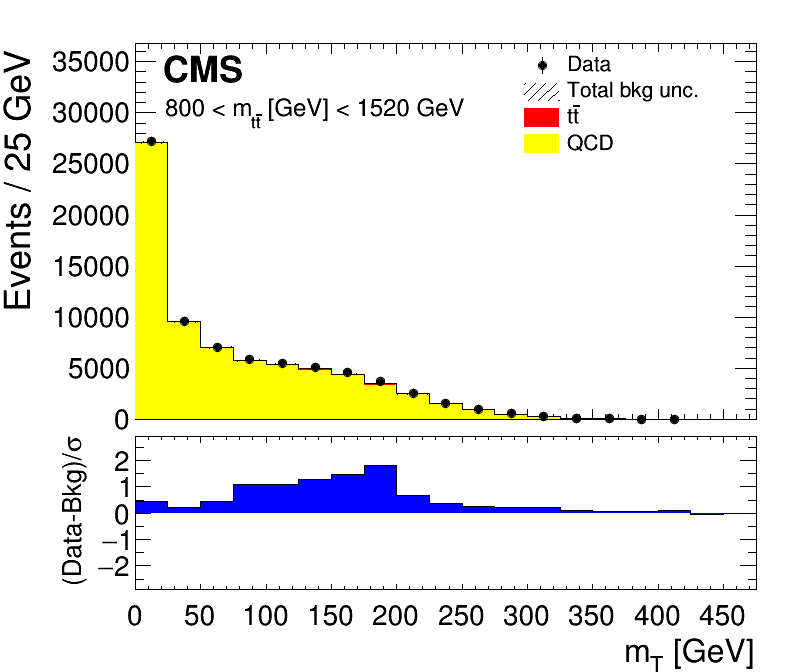 CMS
800 < m_tt̄ [GeV] < 1520 GeV
Data
Total bkg unc.
tt̄
QCD
Events / 25 GeV
35000
30000
25000
20000
15000
10000
5000
0
(Data-Bkg)/σ
2
1
0
−1
−2
0 50 100 150 200 250 300 350 400 450
m_T [GeV]